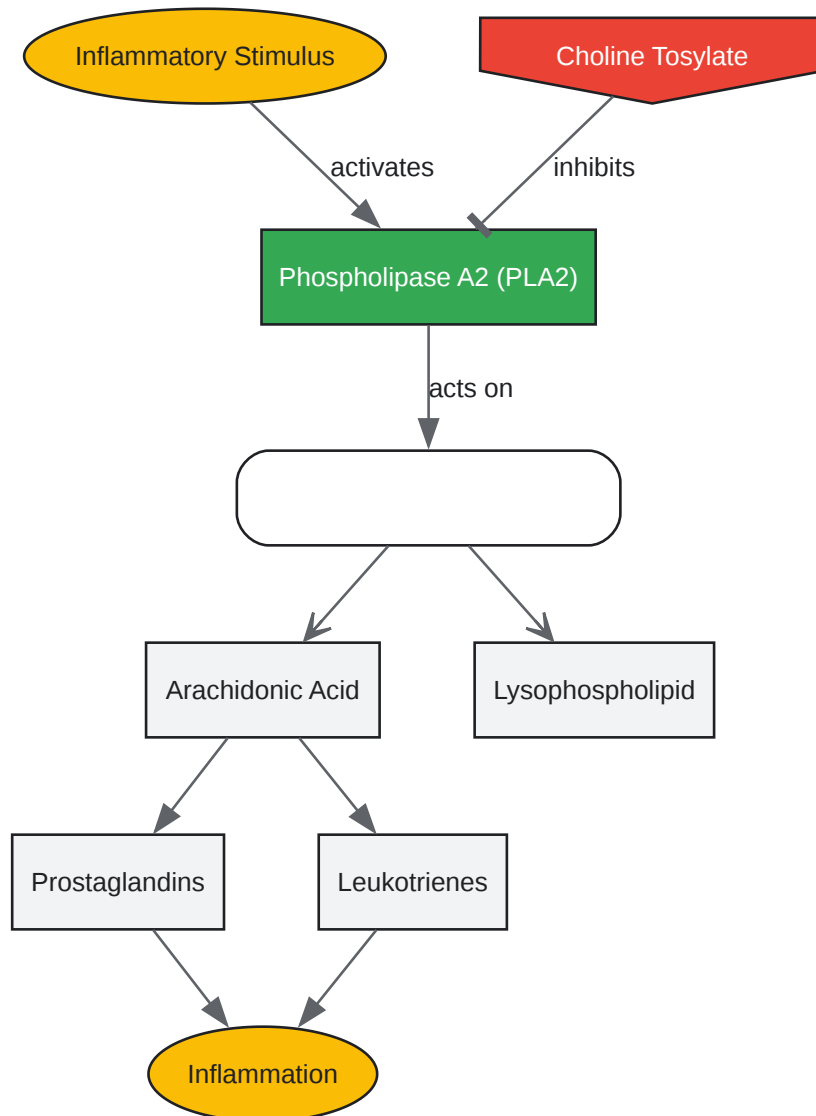 Inflammatory Stimulus
Choline Tosylate
activates
inhibits
Phospholipase A2 (PLA2)
acts on
Arachidonic Acid
Lysophospholipid
Prostaglandins
Leukotrienes
Inflammation